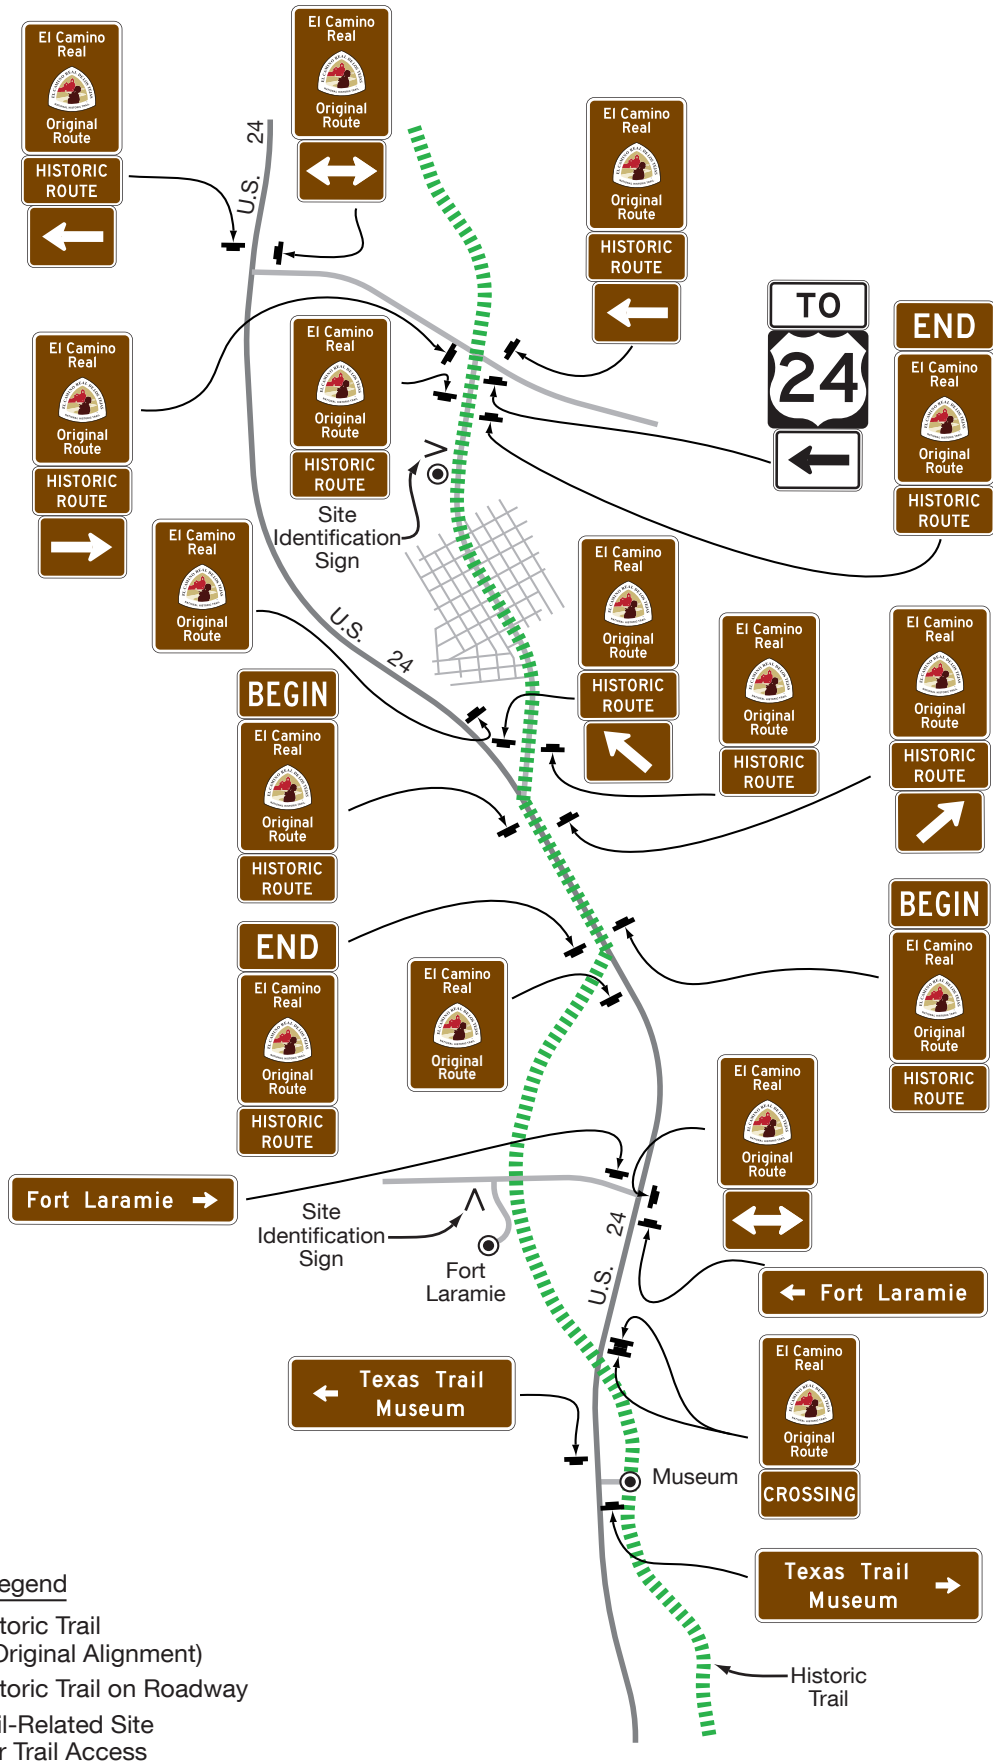 El Camino
Real
Original
Route
HISTORIC
ROUTE
El Camino
Real
Original
Route
U.S. 24
El Camino
Real
Original
Route
HISTORIC
ROUTE
TO
24
END
El Camino
Real
Original
Route
HISTORIC
ROUTE
El Camino
Real
Original
Route
HISTORIC
ROUTE
El Camino
Real
Original
Route
HISTORIC
ROUTE
Site
Identification
Sign
El Camino
Real
Original
Route
U.S. 24
El Camino
Real
Original
Route
HISTORIC
ROUTE
El Camino
Real
Original
Route
HISTORIC
ROUTE
El Camino
Real
Original
Route
HISTORIC
ROUTE
BEGIN
El Camino
Real
Original
Route
HISTORIC
ROUTE
BEGIN
El Camino
Real
Original
Route
HISTORIC
ROUTE
END
El Camino
Real
Original
Route
HISTORIC
ROUTE
El Camino
Real
Original
Route
El Camino
Real
Original
Route
Fort Laramie
Site
Identification
Sign
Fort
Laramie
U.S. 24
Fort Laramie
El Camino
Real
Original
Route
CROSSING
Texas Trail
Museum
Museum
Texas Trail
Museum
Historic
Trail
egend
toric Trail
Original Alignment)
toric Trail on Roadway
il-Related Site
r Trail Access